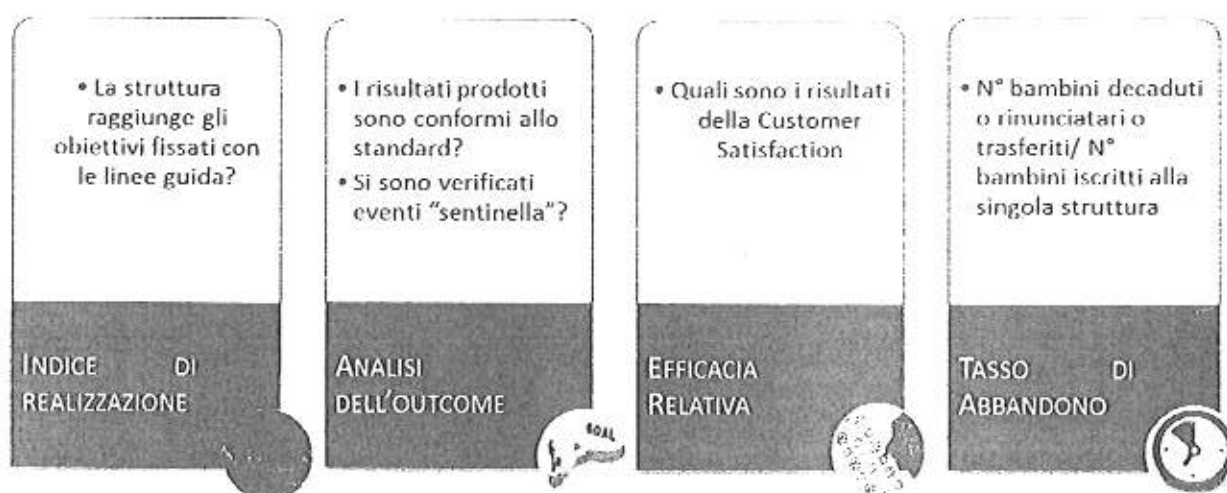 • La struttura
raggiunge gli
obiettivi fissati con
le linee guida?
INDICE DI
REALIZZAZIONE
• I risultati prodotti
sono conformi allo
standard?
• Si sono verificati
eventi “sentinella”?
ANALISI
DELL’OUTCOME
GOAL
• Quali sono i risultati
della Customer
Satisfaction
EFFICACIA
RELATIVA
• N° bambini decaduti
o rinunciatari o
trasferiti/ N°
bambini iscritti alla
singola struttura
TASSO DI
ABBANDONO